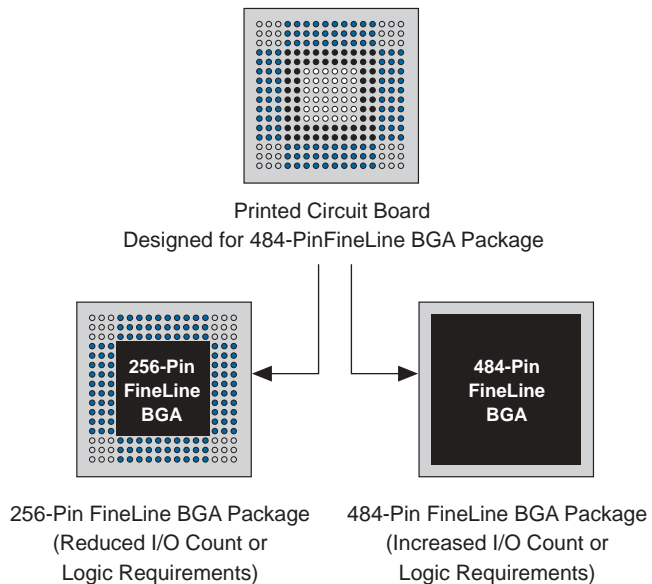 Printed Circuit Board
Designed for 484-PinFineLine BGA Package
256-Pin
FineLine
BGA
484-Pin
FineLine
BGA
256-Pin FineLine BGA Package
(Reduced I/O Count or
Logic Requirements)
484-Pin FineLine BGA Package
(Increased I/O Count or
Logic Requirements)